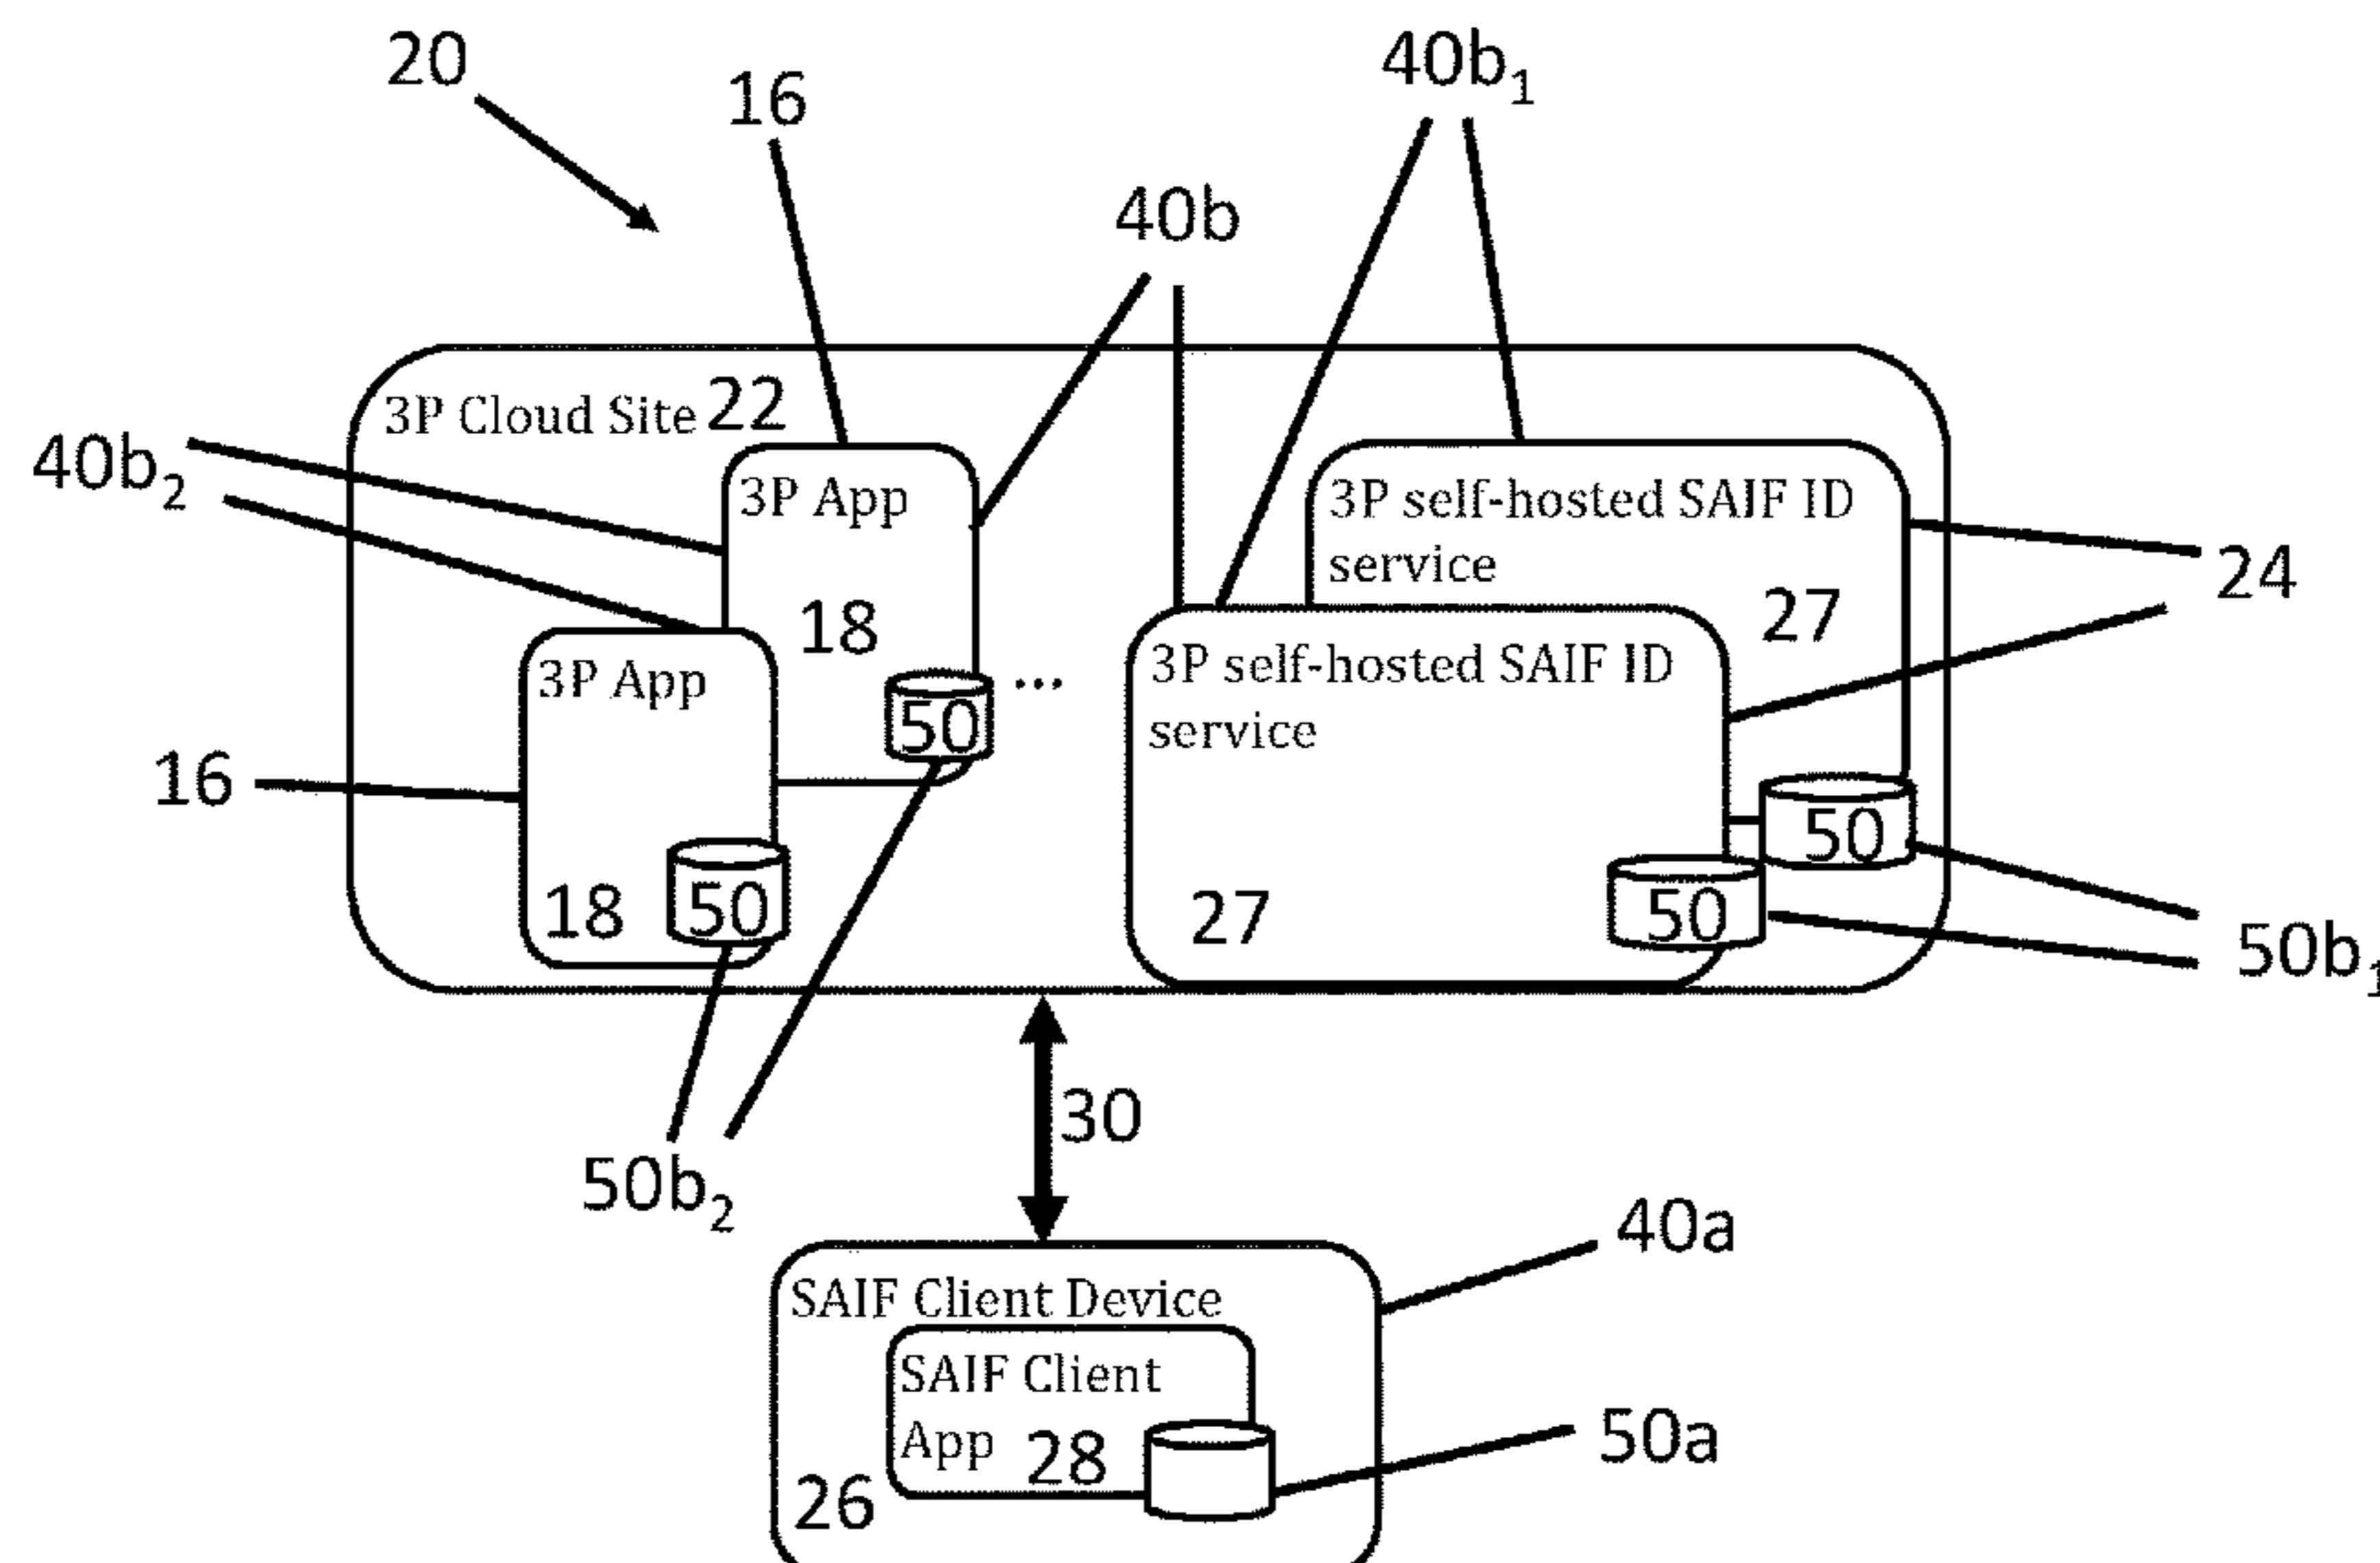 20
16
40b₁
40b
3P Cloud Site 22
40b₂
3P App
3P self-hosted SAIF ID
service
24
18
27
3P App
3P self-hosted SAIF ID
service
50
...
16
50
18
50
27
50
50b₁
30
50b₂
40a
SAIF Client Device
SAIF Client
App 28
50a
26